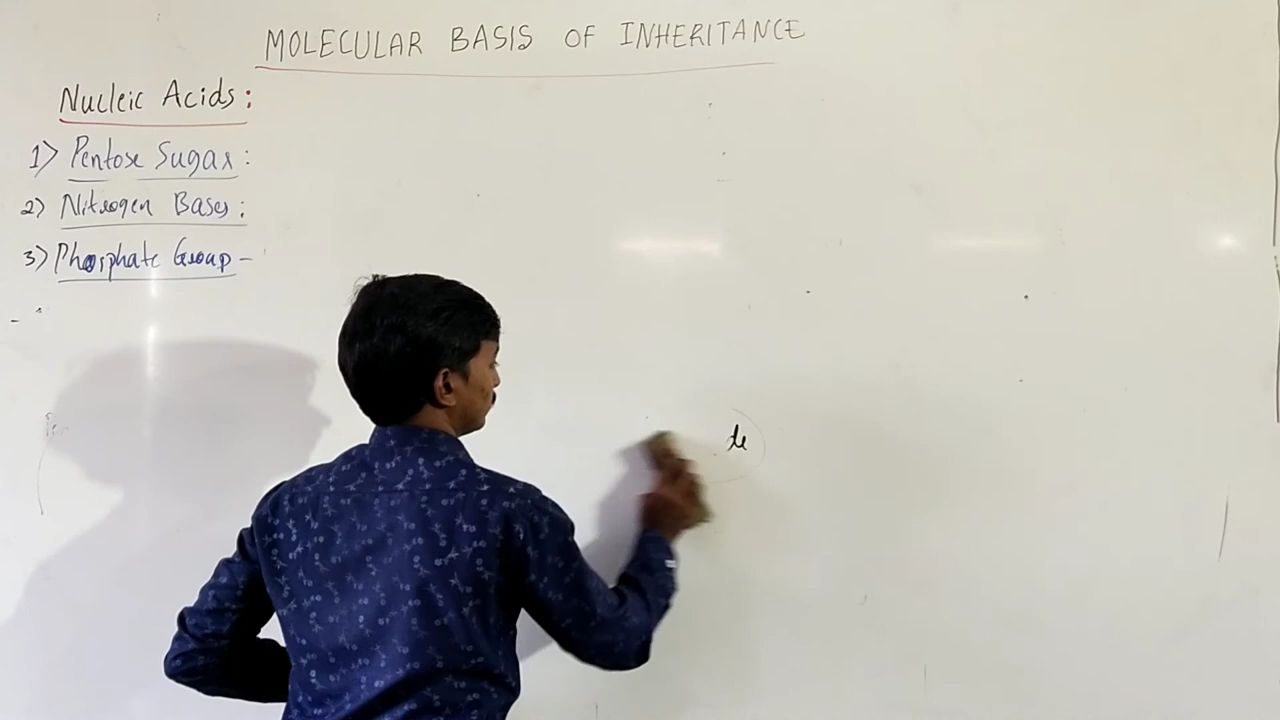 MOLECULAR BASIS OF INHERITANCE
Nucleic Acids:
1) Pentose Sugar:
2) Nitrogen Bases:
3) Phosphate Group-